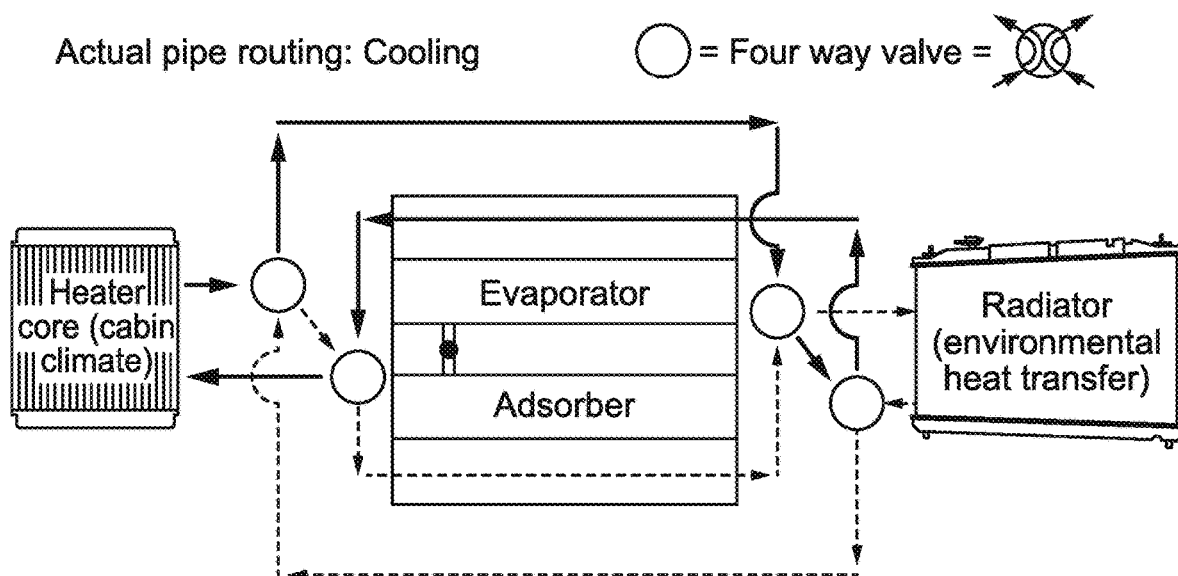 Actual pipe routing: Cooling
= Four way valve =
Heater
core (cabin
climate)
Evaporator
Adsorber
Radiator
(environmental
heat transfer)